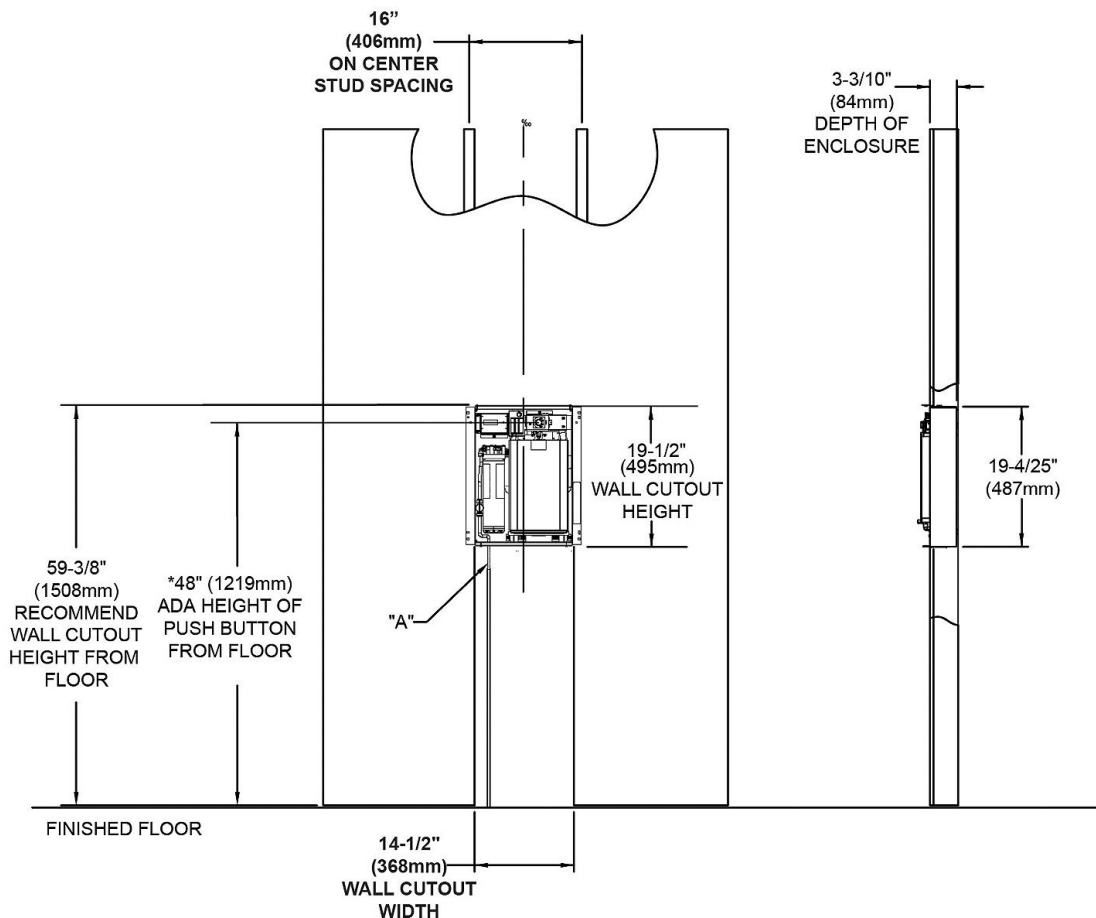 16”
(406mm)
ON CENTER
STUD SPACING
3-3/10"
(84mm)
DEPTH OF
ENCLOSURE
‰
19-1/2"
(495mm)
WALL CUTOUT
HEIGHT
19-4/25"
(487mm)
59-3/8"
(1508mm)
RECOMMEND
WALL CUTOUT
HEIGHT FROM
FLOOR
*48" (1219mm)
ADA HEIGHT OF
PUSH BUTTON
FROM FLOOR
"A"
FINISHED FLOOR
14-1/2"
(368mm)
WALL CUTOUT
WIDTH